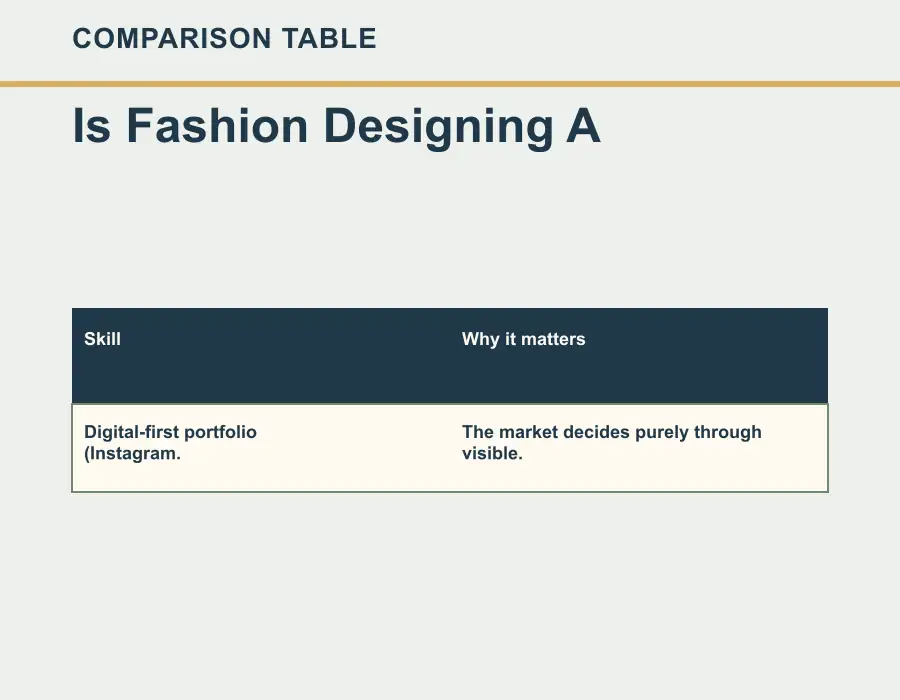 COMPARISON TABLE
Is Fashion Designing A
Skill
Why it matters
Digital-first portfolio
(Instagram.
The market decides purely through
visible.